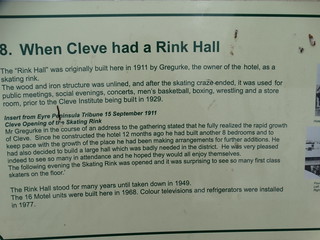 8. When Cleve had a Rink Hall
The "Rink Hall" was originally built here in 1911 by Gregurke, the owner of the hotel, as a
skating rink.
The wood and iron structure was unlined, and after the skating craze ended, it was used for
public meetings, social evenings, concerts, men's basketball, boxing, wrestling and a store
room, prior to the Cleve Institute being built in 1929.
Insert from Eyre Peninsula Tribune 15 September 1911
Cleve Opening of the Skating Rink
Mr Gregurke in the course of an address to the gathering stated that he fully realized the rapid growth
of Cleve. Since he constructed the hotel 12 months ago he had built another 8 bedrooms and to
keep pace with the growth of the place he had been making arrangements for further additions. He
had also decided to build a large hall which was badly needed in the district. He was very pleased
indeed to see so many in attendance and he hoped they would all enjoy themselves.
The following evening the Skating Rink was opened and it was surprising to see so many first class
skaters on the floor.'
The Rink Hall stood for many years until taken down in 1949.
The 16 Motel units were built here in 1968. Colour televisions and refrigerators were installed
in 1977.